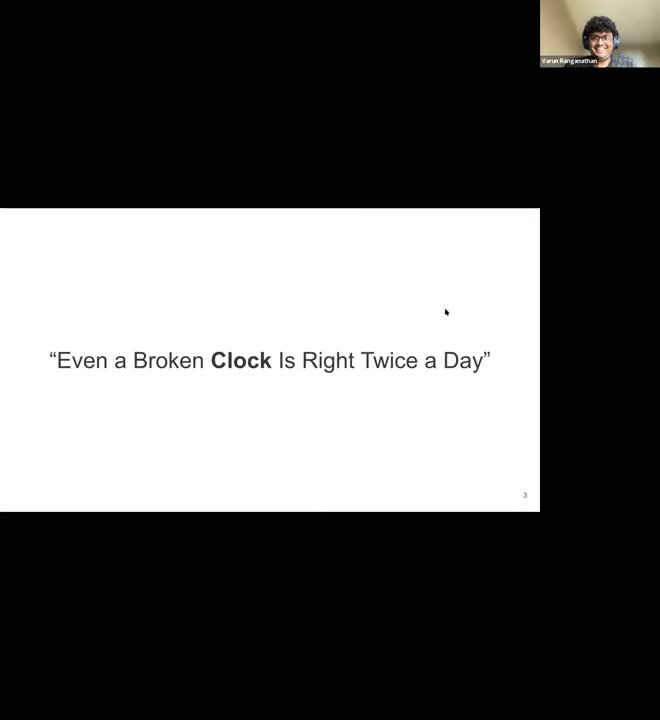 Varun Ranganathan
“Even a Broken Clock Is Right Twice a Day”
3